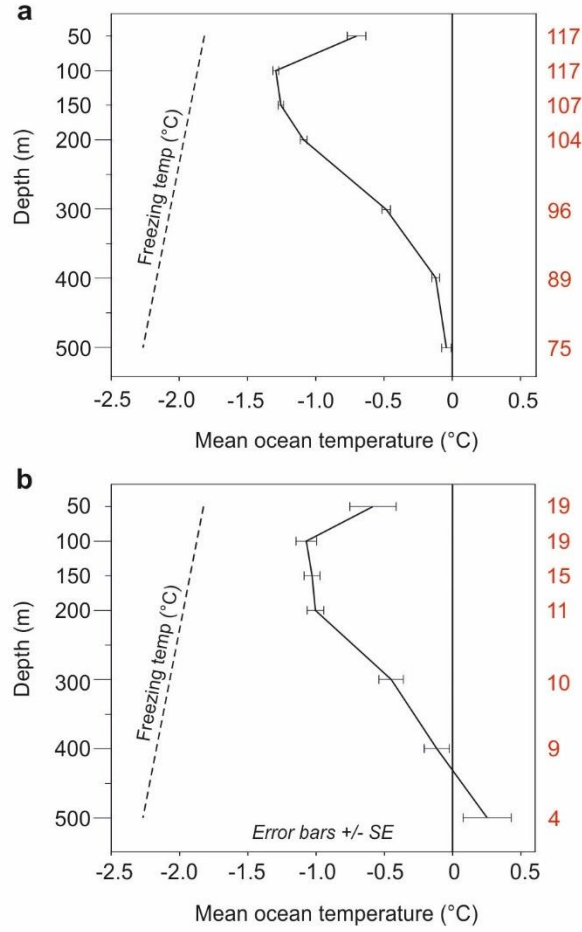 a
50 117
100 117
150 107
200 104
300 96
400 89
500 75
Depth (m)
Freezing temp (°C)
-2.5 -2.0 -1.5 -1.0 -0.5 0 0.5
Mean ocean temperature (°C)
b
50 19
100 19
150 15
200 11
300 10
400 9
500 4
Depth (m)
Freezing temp (°C)
Error bars +/- SE
-2.5 -2.0 -1.5 -1.0 -0.5 0 0.5
Mean ocean temperature (°C)